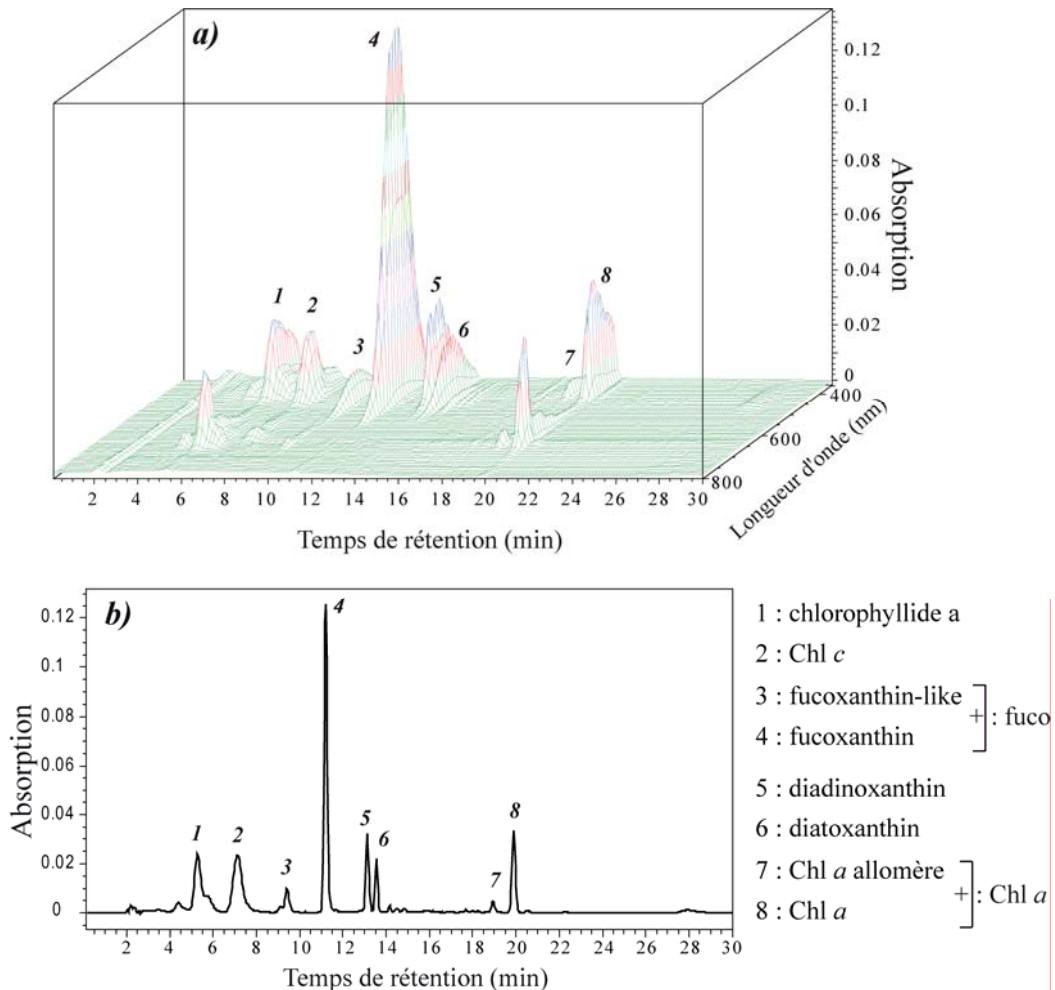 a)
4
0.12
0.1
0.08
0.06
0.04
0.02
0
Absorption
1
2
3
5
6
7
8
400
600
800
Longueur d'onde (nm)
2 4 6 8 10 12 14 16 18 20 22 24 26 28 30
Temps de rétention (min)
b)
0.12
0.1
0.08
0.06
0.04
0.02
0
Absorption
1
2
3
4
5
6
7
8
2 4 6 8 10 12 14 16 18 20 22 24 26 28 30
Temps de rétention (min)
1 : chlorophyllide a
2 : Chl c
3 : fucoxanthin-like
+ : fuco
4 : fucoxanthin
5 : diadinoxanthin
6 : diatoxanthin
7 : Chl a allomère
+ : Chl a
8 : Chl a